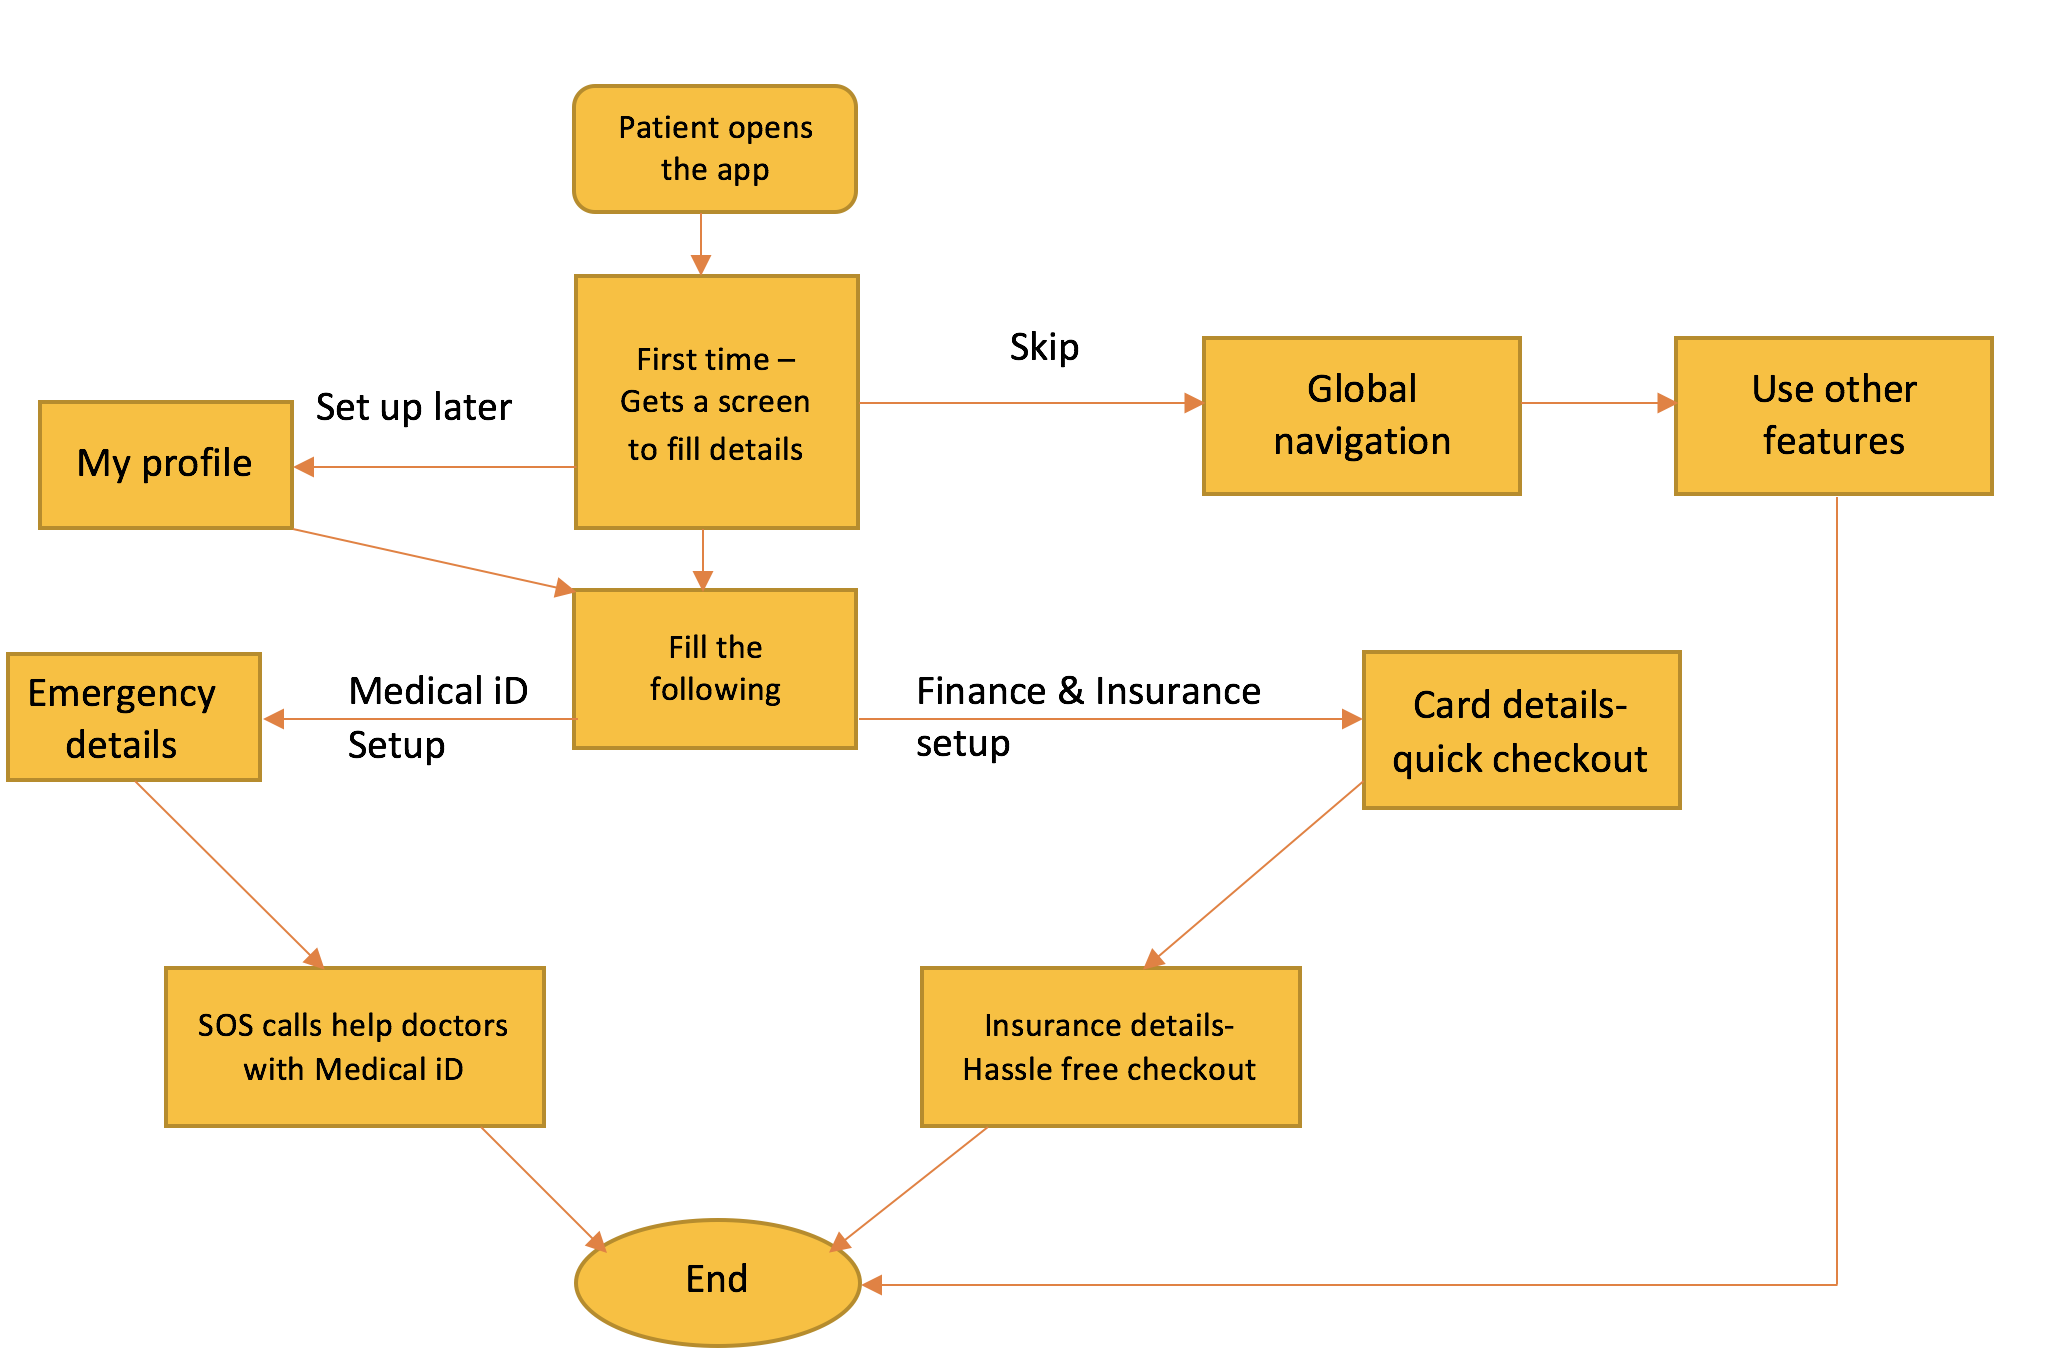 Patient opens
the app
First time –
Gets a screen
to fill details
Skip
Global
navigation
Use other
features
Set up later
My profile
Fill the
following
Medical iD
Setup
Emergency
details
Finance & Insurance
setup
Card details-
quick checkout
SOS calls help doctors
with Medical iD
Insurance details-
Hassle free checkout
End